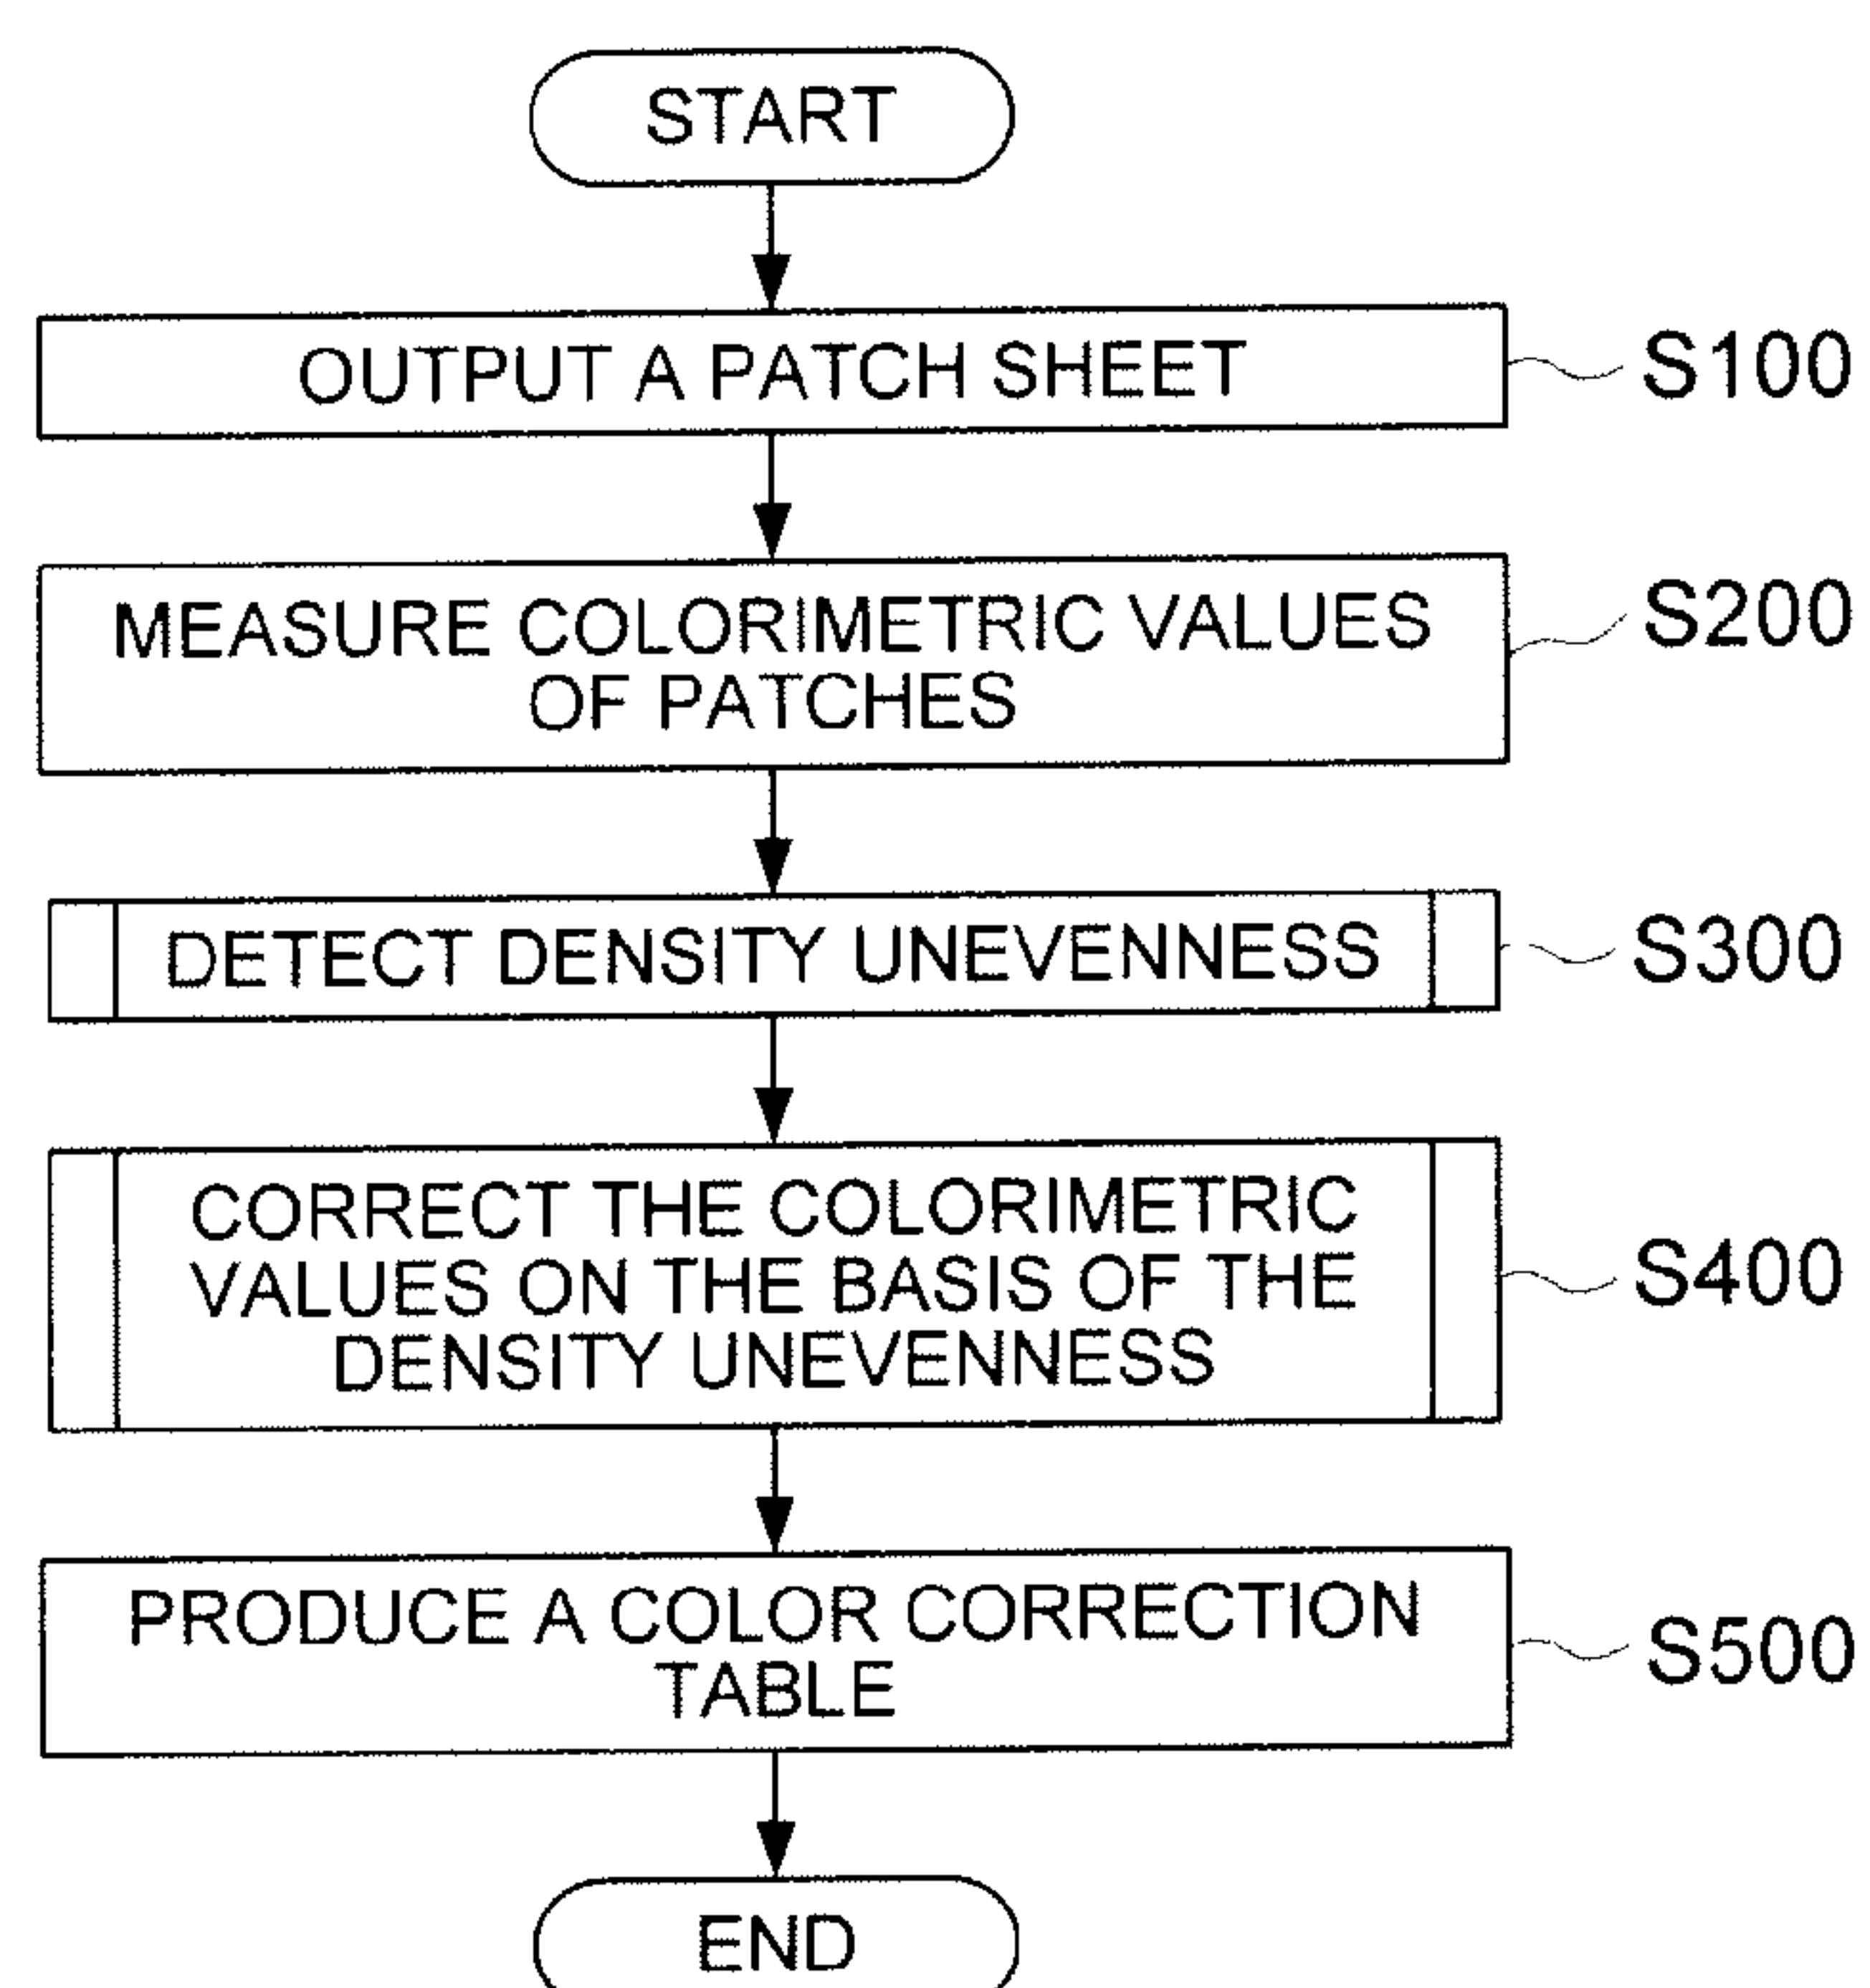 START
OUTPUT A PATCH SHEET
S100
MEASURE COLORIMETRIC VALUES
OF PATCHES
S200
DETECT DENSITY UNEVENNESS
S300
CORRECT THE COLORIMETRIC
VALUES ON THE BASIS OF THE
DENSITY UNEVENNESS
S400
PRODUCE A COLOR CORRECTION
TABLE
S500
END